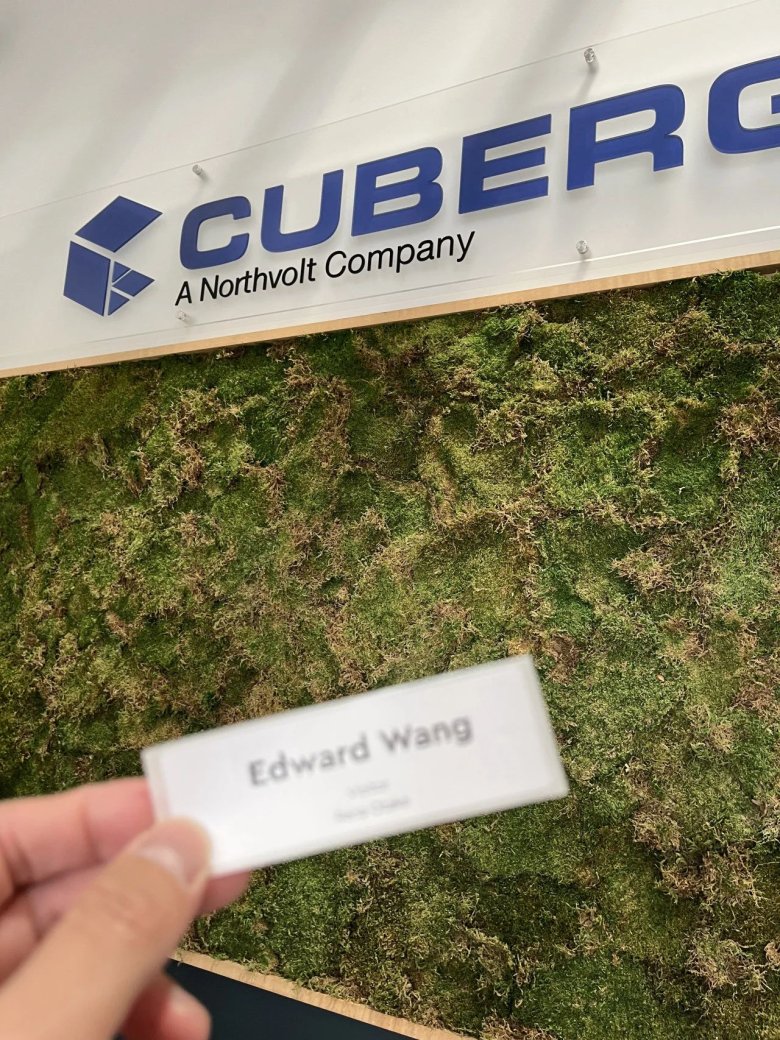 CUBERG
A Northvolt Company
Edward Wang